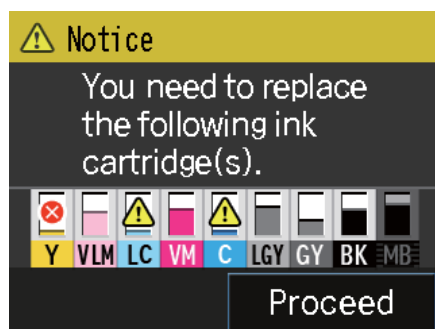 Notice
You need to replace
the following ink
cartridge(s).
Y VLM LC VM C LGY GY BK MB
Proceed